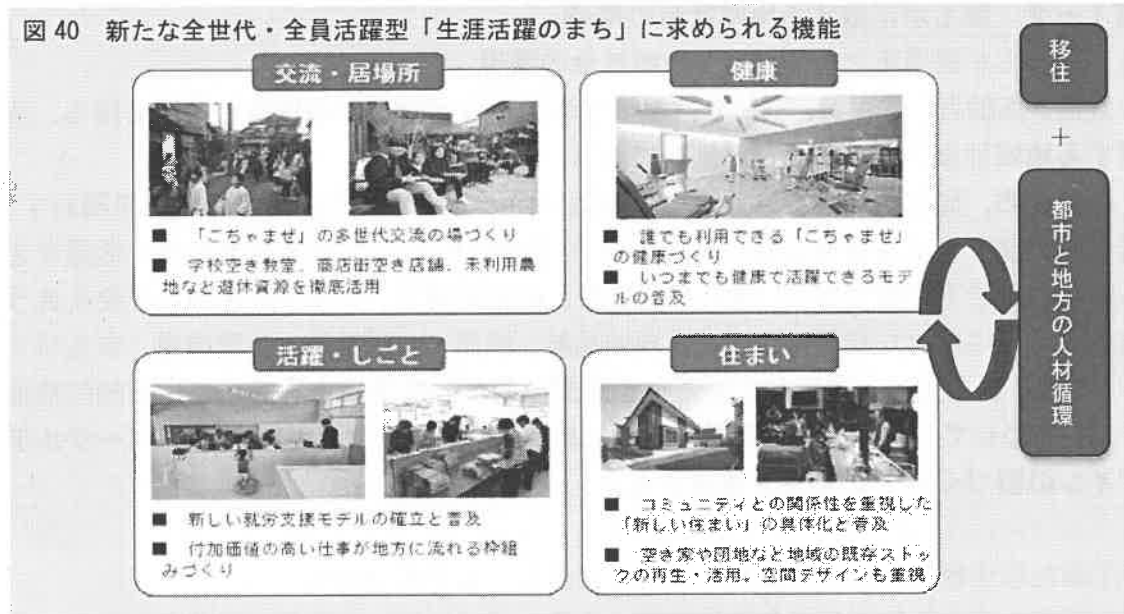 図40 新たな全世代・全員活躍型「生涯活躍のまち」に求められる機能
交流・居場所
■ 「ごちゃまぜ」の多世代交流の場づくり
■ 学校空き教室、商店街空き店舗、未利用農
地など遊休資源を徹底活用
健康
■ 誰でも利用できる「ごちゃまぜ」
の健康づくり
■ いつまでも健康で活躍できるモデ
ルの普及
活躍・しごと
■ 新しい就労支援モデルの確立と普及
■ 付加価値の高い仕事が地方に流れる枠組
みづくり
住まい
■ コミュニティとの関係性を重視した
「新しい住まい」の具体化と普及
■ 空き家や団地など地域の既存ストッ
クの再生・活用。空間デザインも重視
移住
＋
都市と地方の人材循環